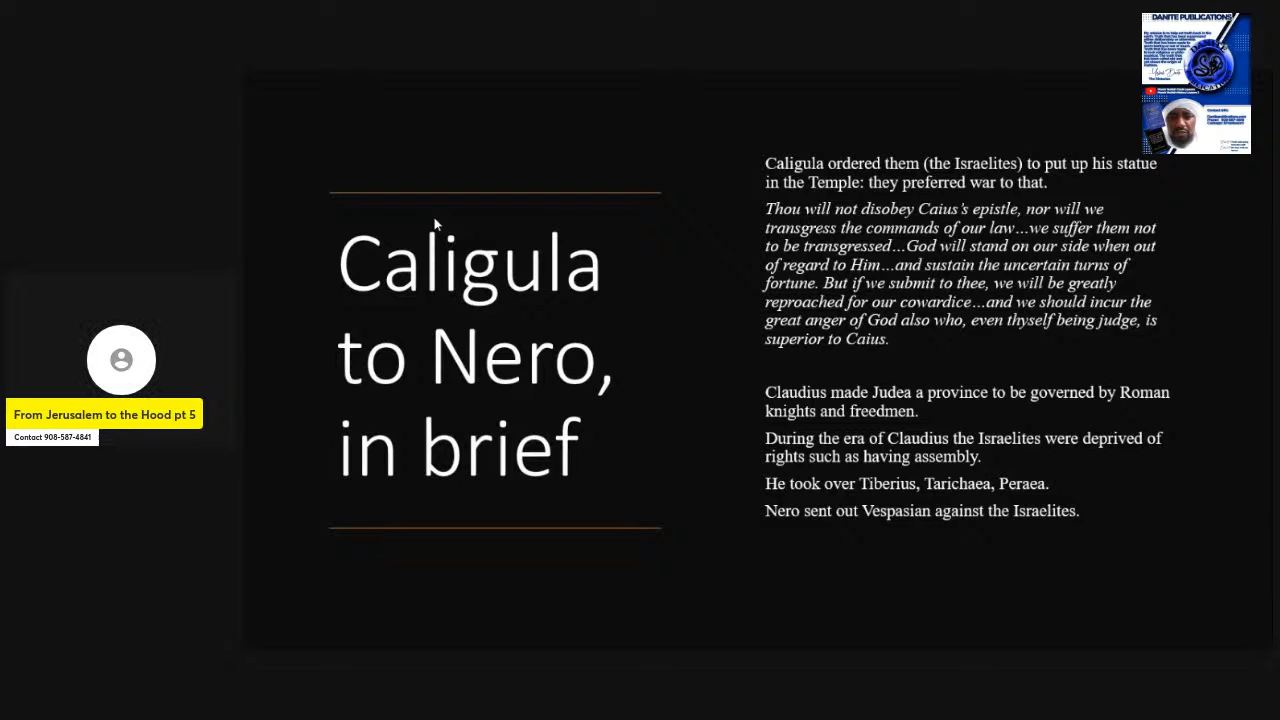 DANITE PUBLICATIONS
Caligula ordered them (the Israelites) to put up his statue
in the Temple: they preferred war to that.
Thou will not disobey Caius's epistle, nor will we
transgress the commands of our law…we suffer them not
to be transgressed…God will stand on our side when out
of regard to Him…and sustain the uncertain turns of
fortune. But if we submit to thee, we will be greatly
reproached for our cowardice…and we should incur the
great anger of God also who, even thyself being judge, is
superior to Caius.
Caligula
to Nero,
in brief
Claudius made Judea a province to be governed by Roman
knights and freedmen.
During the era of Claudius the Israelites were deprived of
rights such as having assembly.
He took over Tiberius, Tarichaea, Peraea.
Nero sent out Vespasian against the Israelites.
From Jerusalem to the Hood pt 5
Contact 908-587-4841